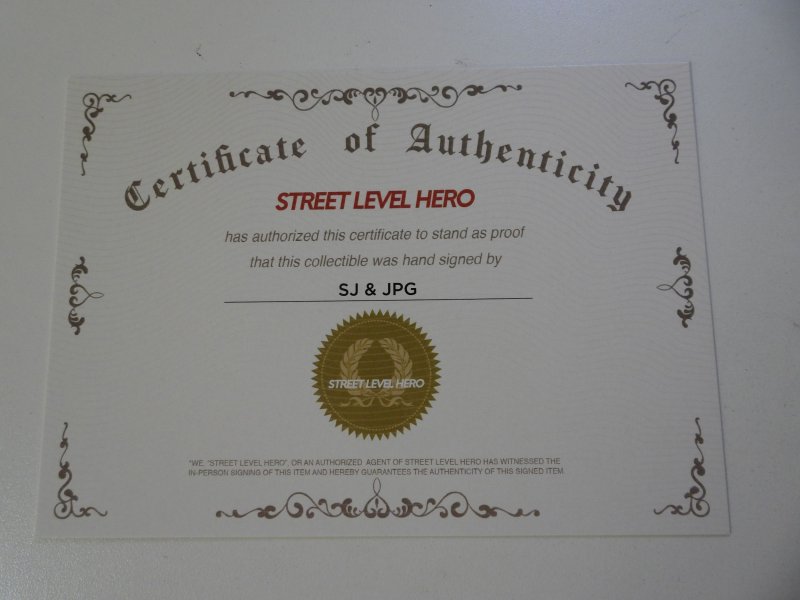 Certificate of Authenticity
STREET LEVEL HERO
has authorized this certificate to stand as proof
that this collectible was hand signed by
SJ & JPG
STREET LEVEL HERO
*WE, "STREET LEVEL HERO", OR AN AUTHORIZED AGENT OF STREET LEVEL HERO HAS WITNESSED THE
IN-PERSON SIGNING OF THIS ITEM AND HEREBY GUARANTEES THE AUTHENTICITY OF THIS SIGNED ITEM.